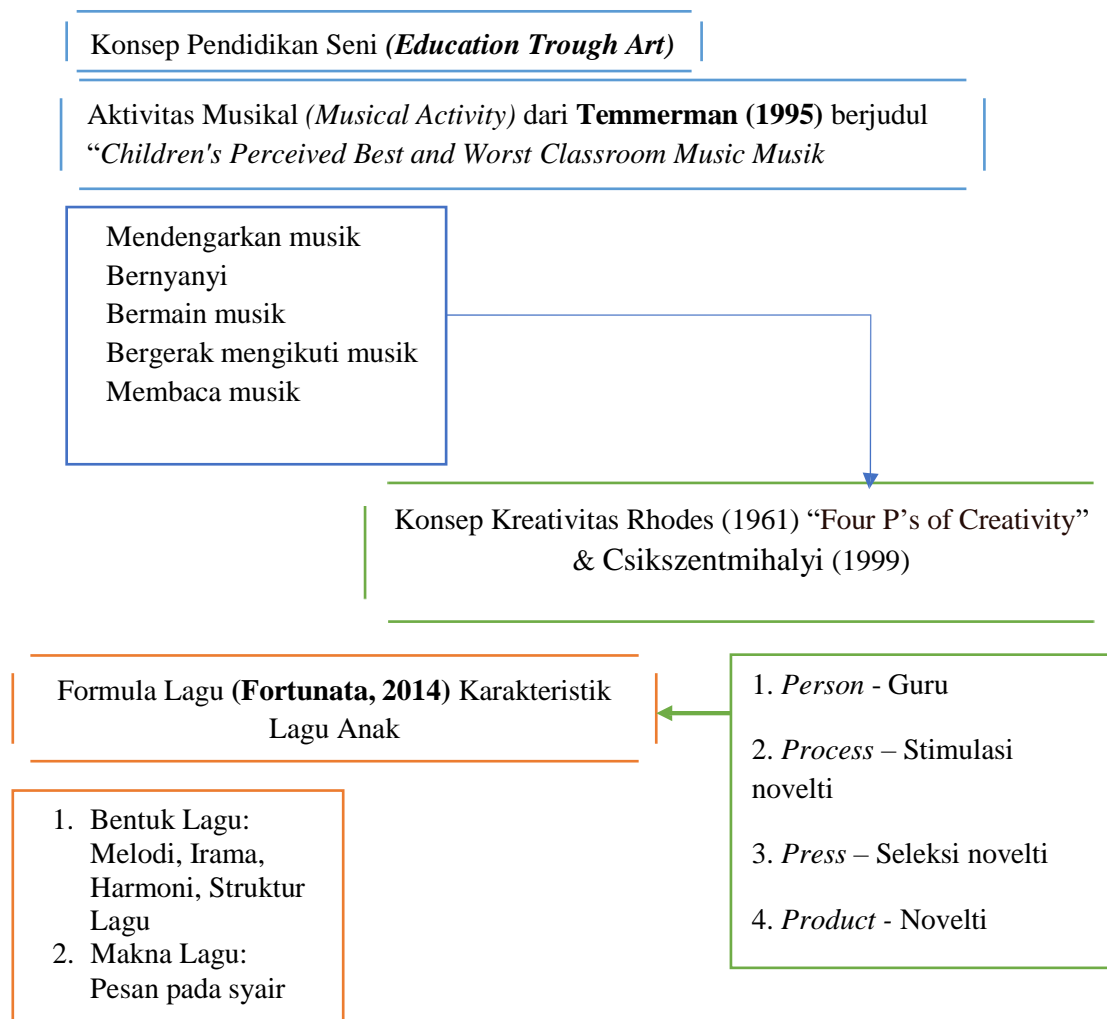 Konsep Pendidikan Seni (Education Trough Art)
Aktivitas Musikal (Musical Activity) dari Temmerman (1995) berjudul
“Children's Perceived Best and Worst Classroom Music Musik
Mendengarkan musik
Bernyanyi
Bermain musik
Bergerak mengikuti musik
Membaca musik
Konsep Kreativitas Rhodes (1961) “Four P’s of Creativity”
& Csikszentmihalyi (1999)
Formula Lagu (Fortunata, 2014) Karakteristik
Lagu Anak
1. Bentuk Lagu:
Melodi, Irama,
Harmoni, Struktur
Lagu
2. Makna Lagu:
Pesan pada syair
1. Person - Guru
2. Process – Stimulasi
novelti
3. Press – Seleksi novelti
4. Product - Novelti